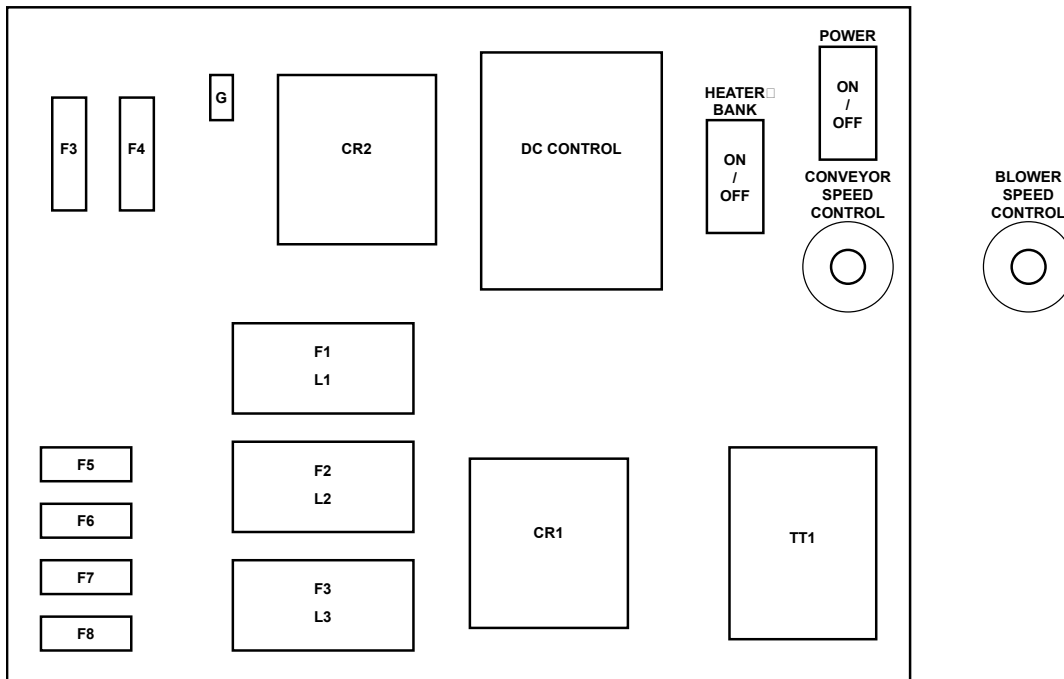 POWER
ON
/
OFF
HEATER
BANK
ON
/
OFF
G
F3
F4
CR2
DC CONTROL
CONVEYOR
SPEED
CONTROL
BLOWER
SPEED
CONTROL
F1
L1
F2
L2
F3
L3
F5
F6
F7
F8
CR1
TT1